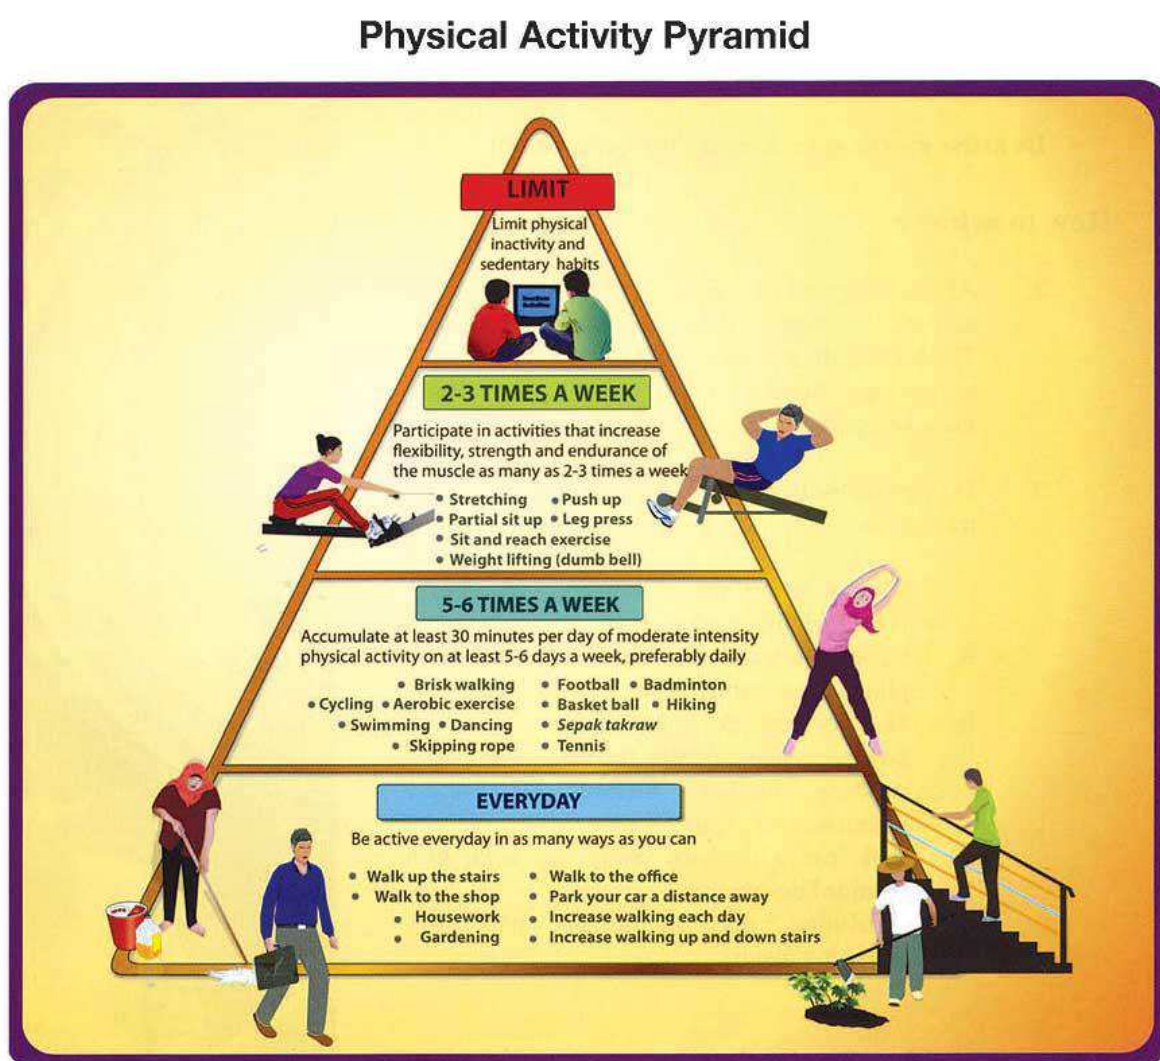 Physical Activity Pyramid
LIMIT
Limit physical
inactivity and
sedentary habits
2-3 TIMES A WEEK
Participate in activities that increase
flexibility, strength and endurance of
the muscle as many as 2-3 times a week
• Stretching • Push up
• Partial sit up • Leg press
• Sit and reach exercise
• Weight lifting (dumb bell)
5-6 TIMES A WEEK
Accumulate at least 30 minutes per day of moderate intensity
physical activity on at least 5-6 days a week, preferably daily
• Brisk walking • Football • Badminton
• Cycling • Aerobic exercise • Basket ball • Hiking
• Swimming • Dancing • Sepak takraw
• Skipping rope • Tennis
EVERYDAY
Be active everyday in as many ways as you can
• Walk up the stairs • Walk to the office
• Walk to the shop • Park your car a distance away
• Housework • Increase walking each day
• Gardening • Increase walking up and down stairs